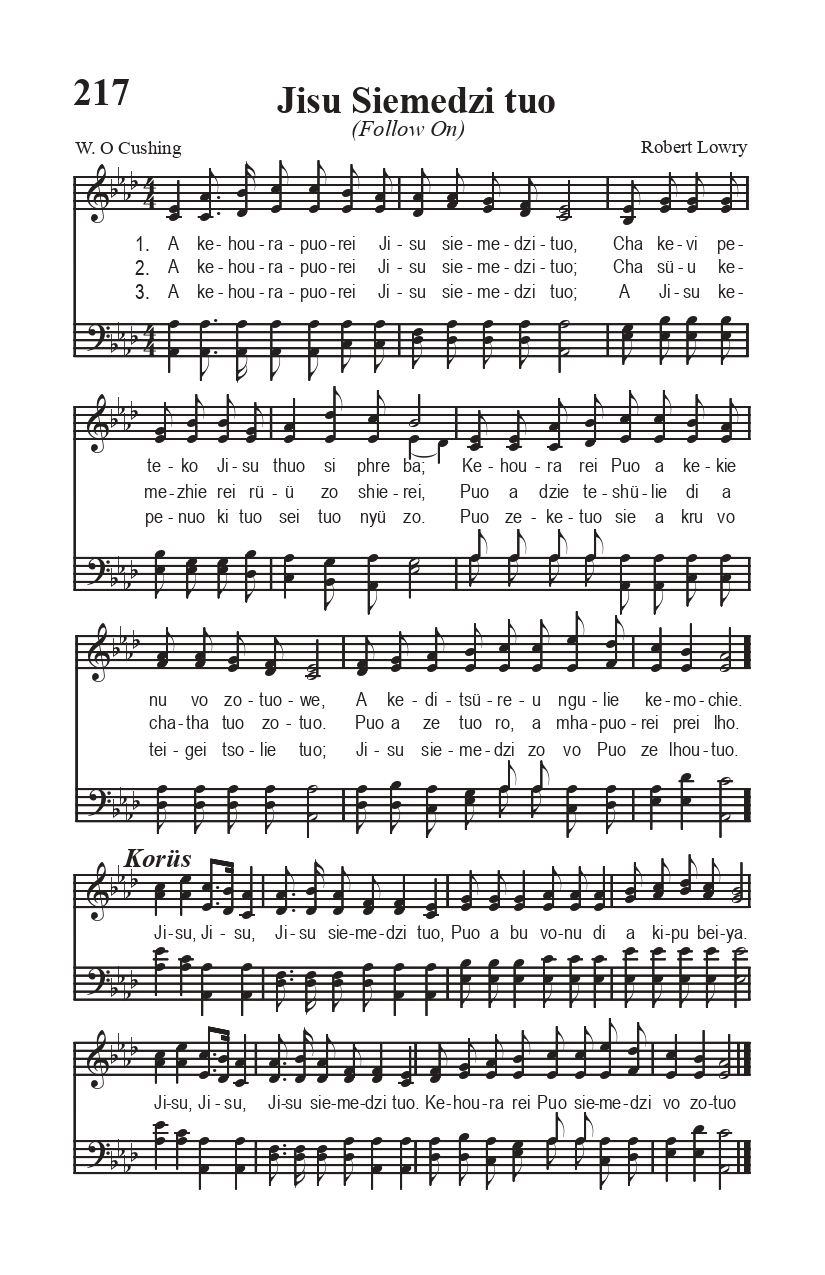 217
Jisu Siemedzi tuo
(Follow On)
W. O Cushing
Robert Lowry
1. A ke-hou-ra-puo-rei Ji-su sie-me-dzi-tuo, Cha ke-vi pe-
2. A ke-hou-ra-puo-rei Ji-su sie-me-dzi-tuo; Cha sü-u ke-
3. A ke-hou-ra-puo-rei Ji-su sie-me-dzi tuo; A Ji-su ke-
te-ko Ji-su thuo si phre ba; Ke-hou-ra rei Puo a ke-kie
me-zhie rei rü-ü zo shie-rei, Puo a dzie te-shü-lie di a
pe-nuo ki tuo sei tuo nyü zo. Puo ze-ke-tuo sie a kru vo
nu vo zo-tuo-we, A ke-di-tsü-re-u ngu-lie ke-mo-chie.
cha-tha tuo zo-tuo. Puo a ze tuo ro, a mha-puo-rei prei lho.
tei-gei tso-lie tuo; Ji-su sie-me-dzi zo vo Puo ze lhou-tuo.
Korüs
Ji-su, Ji-su, Ji-su sie-me-dzi tuo, Puo a bu vo-nu di a ki-pu bei-ya.
Ji-su, Ji-su, Ji-su sie-me-dzi tuo. Ke-hou-ra rei Puo sie-me-dzi vo zo-tuo
4
4
4
4